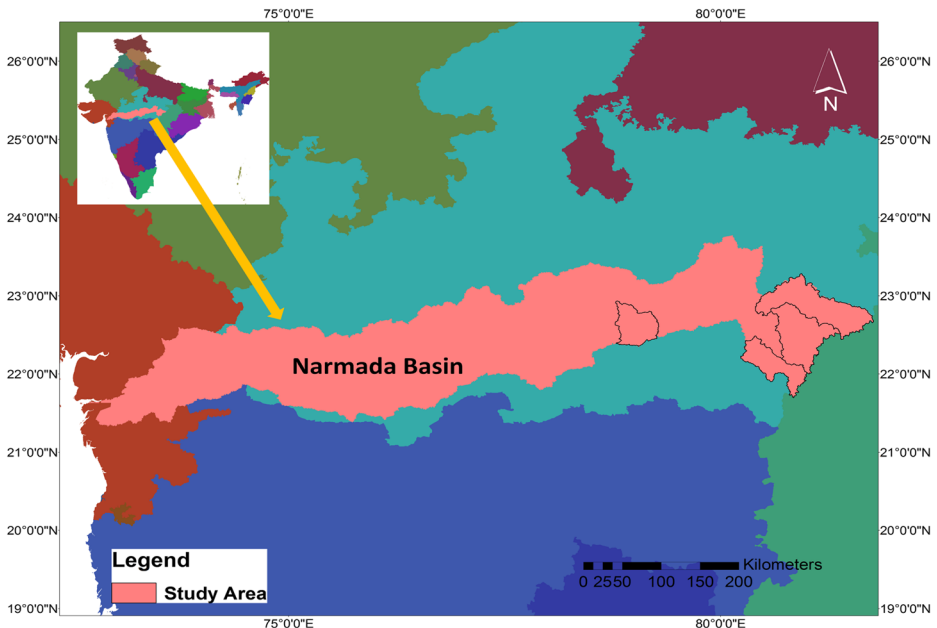 75°0'0"E 80°0'0"E
26°0'0"N 26°0'0"N
N
25°0'0"N 25°0'0"N
24°0'0"N 24°0'0"N
23°0'0"N 23°0'0"N
Narmada Basin
22°0'0"N 22°0'0"N
21°0'0"N 21°0'0"N
20°0'0"N 20°0'0"N
Legend
Kilometers
0 2550 100 150 200
Study Area
19°0'0"N 19°0'0"N
75°0'0"E 80°0'0"E